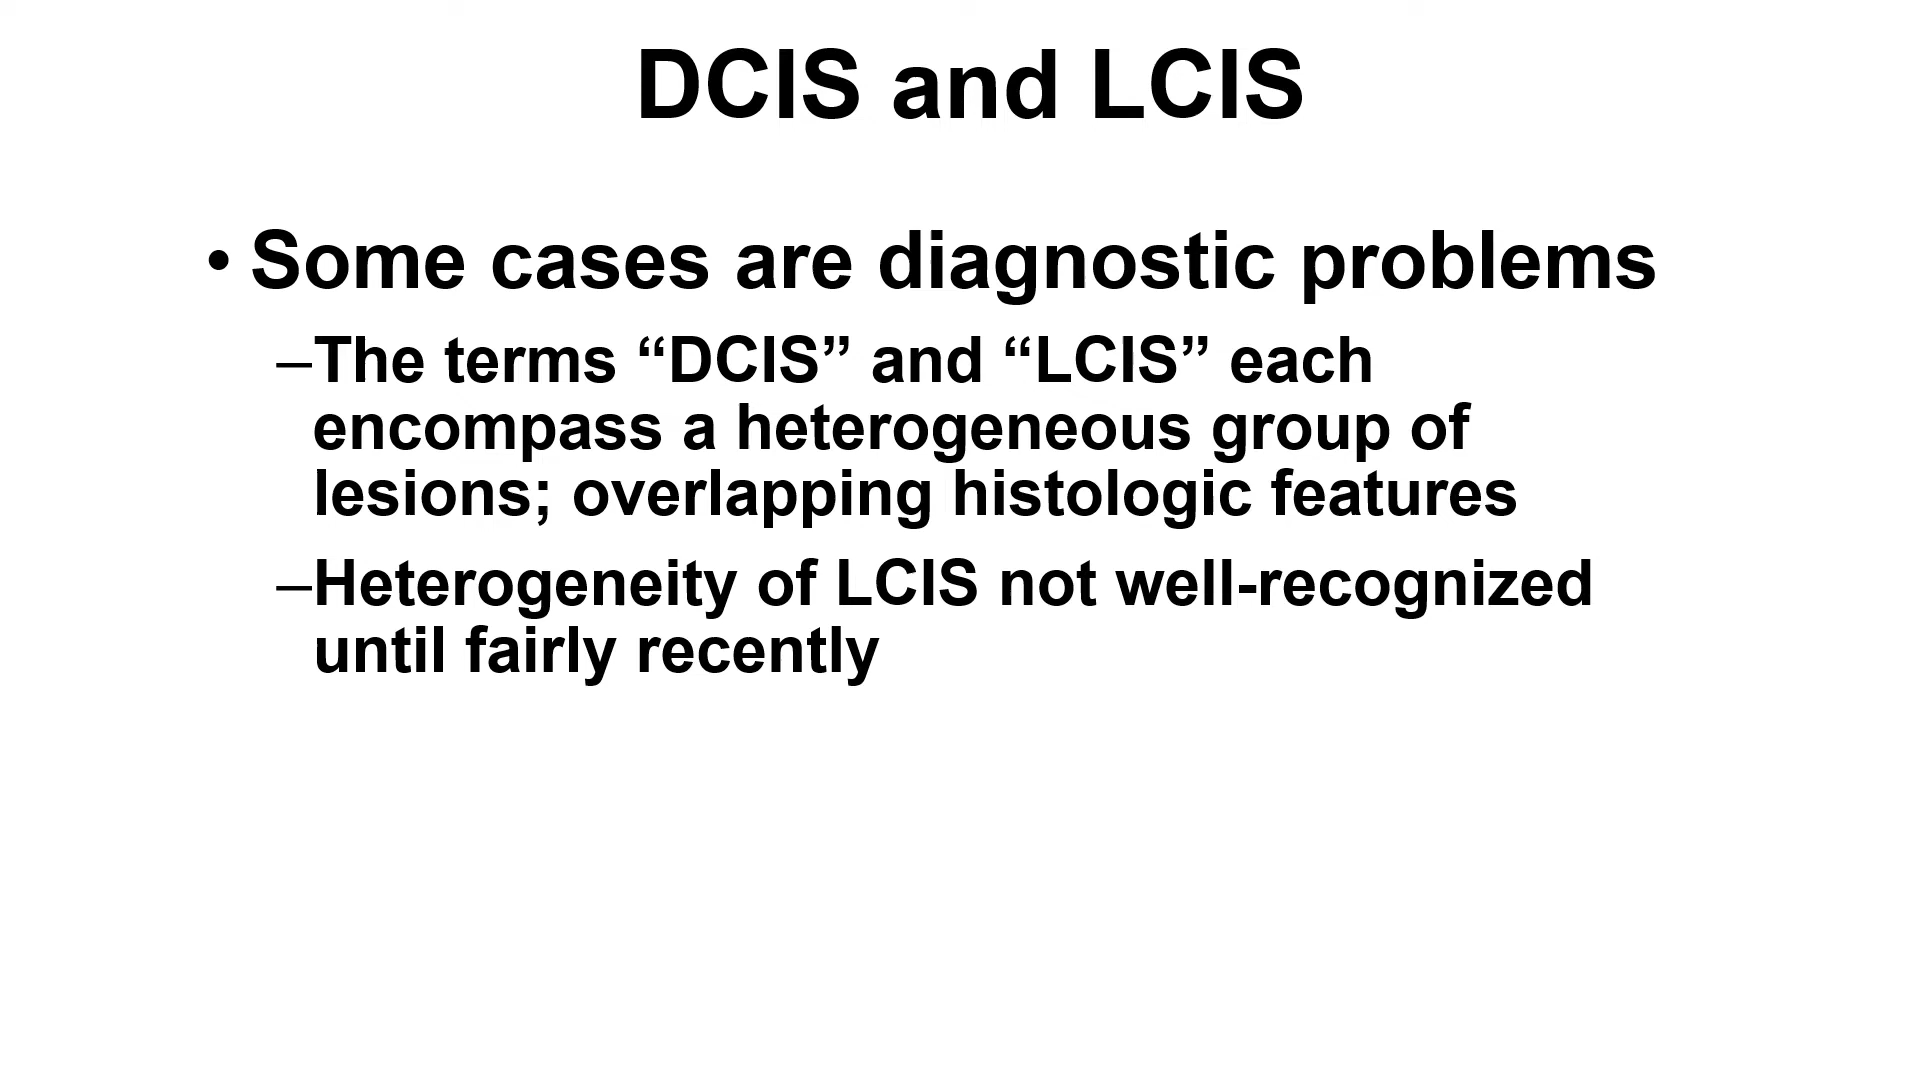 DCIS and LCIS
• Some cases are diagnostic problems
–The terms “DCIS” and “LCIS” each
encompass a heterogeneous group of
lesions; overlapping histologic features
–Heterogeneity of LCIS not well-recognized
until fairly recently